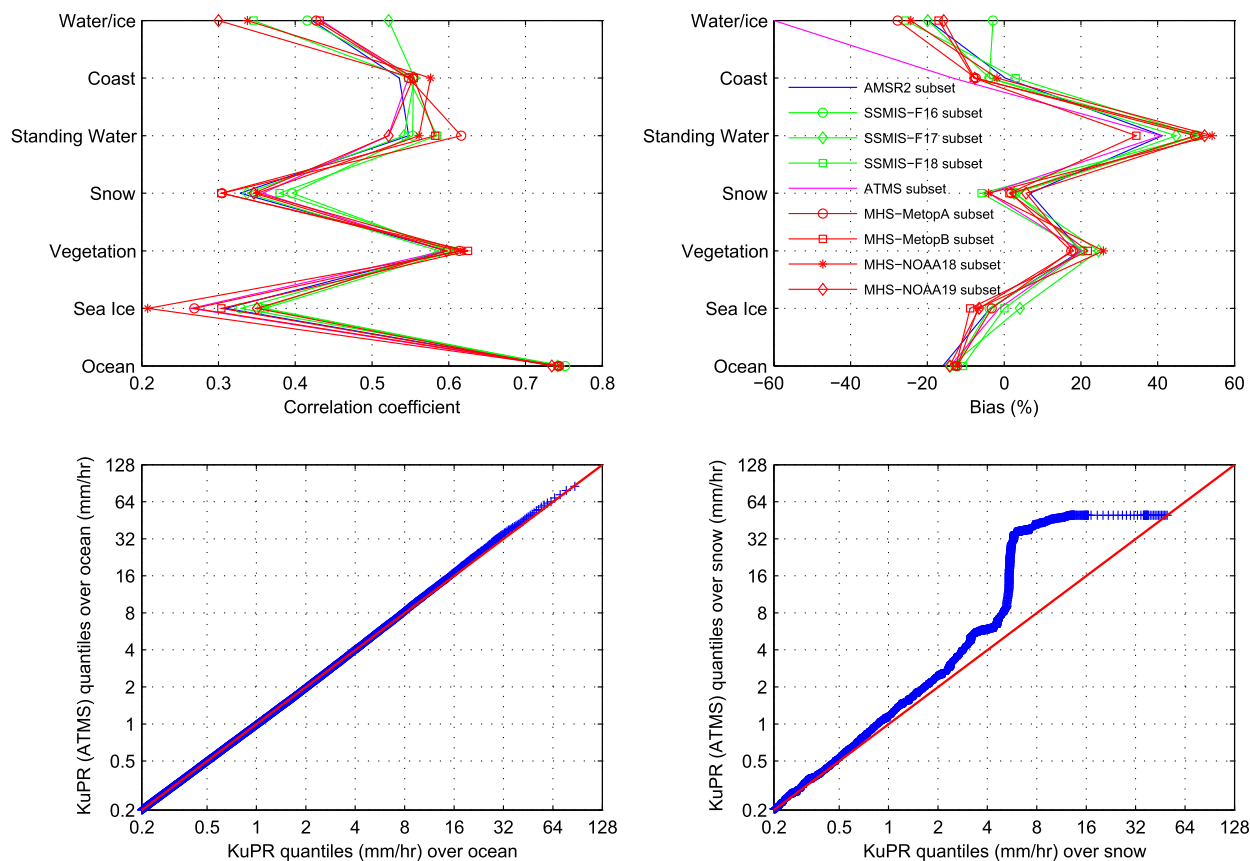 Water/ice
Coast
Standing Water
Snow
Vegetation
Sea Ice
Ocean
0.2 0.3 0.4 0.5 0.6 0.7 0.8
Correlation coefficient
Water/ice
Coast
Standing Water
Snow
Vegetation
Sea Ice
Ocean
AMSR2 subset
SSMIS−F16 subset
SSMIS−F17 subset
SSMIS−F18 subset
ATMS subset
MHS−MetopA subset
MHS−MetopB subset
MHS−NOAA18 subset
MHS−NOAA19 subset
−60 −40 −20 0 20 40 60
Bias (%)
KuPR (ATMS) quantiles over ocean (mm/hr)
128
64
32
16
8
4
2
1
0.5
0.2
0.2 0.5 1 2 4 8 16 32 64 128
KuPR quantiles (mm/hr) over ocean
KuPR (ATMS) quantiles over snow (mm/hr)
128
64
32
16
8
4
2
1
0.5
0.2
0.2 0.5 1 2 4 8 16 32 64 128
KuPR quantiles (mm/hr) over snow